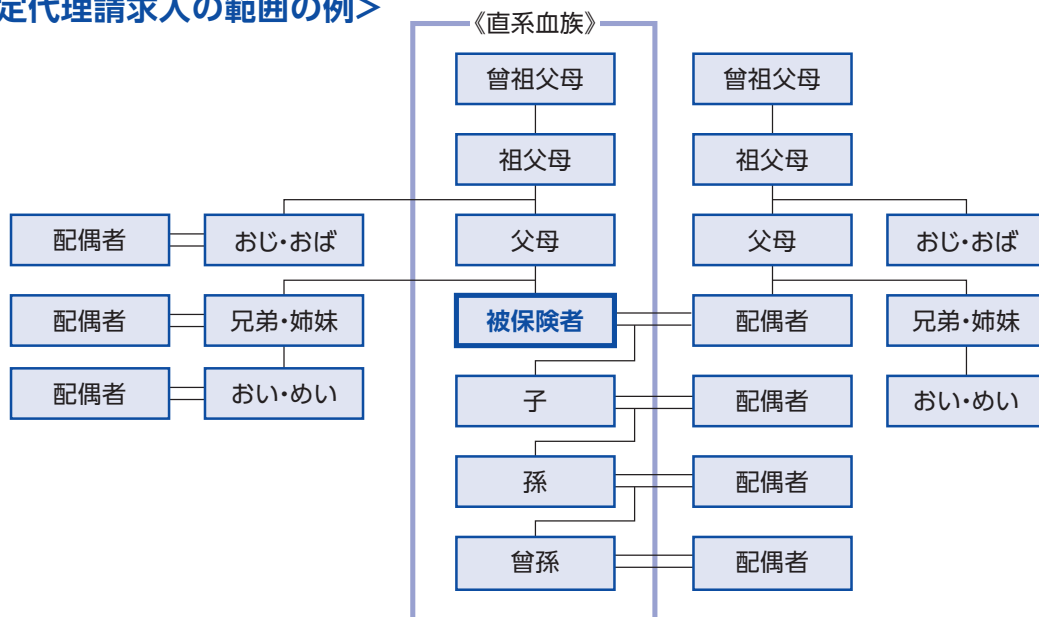 定代理請求人の範囲の例>
《直系血族》
曾祖父母
曾祖父母
祖父母
祖父母
配偶者
おじ・おば
父母
父母
おじ・おば
配偶者
兄弟・姉妹
被保険者
配偶者
兄弟・姉妹
配偶者
おい・めい
子
配偶者
おい・めい
孫
配偶者
曾孫
配偶者